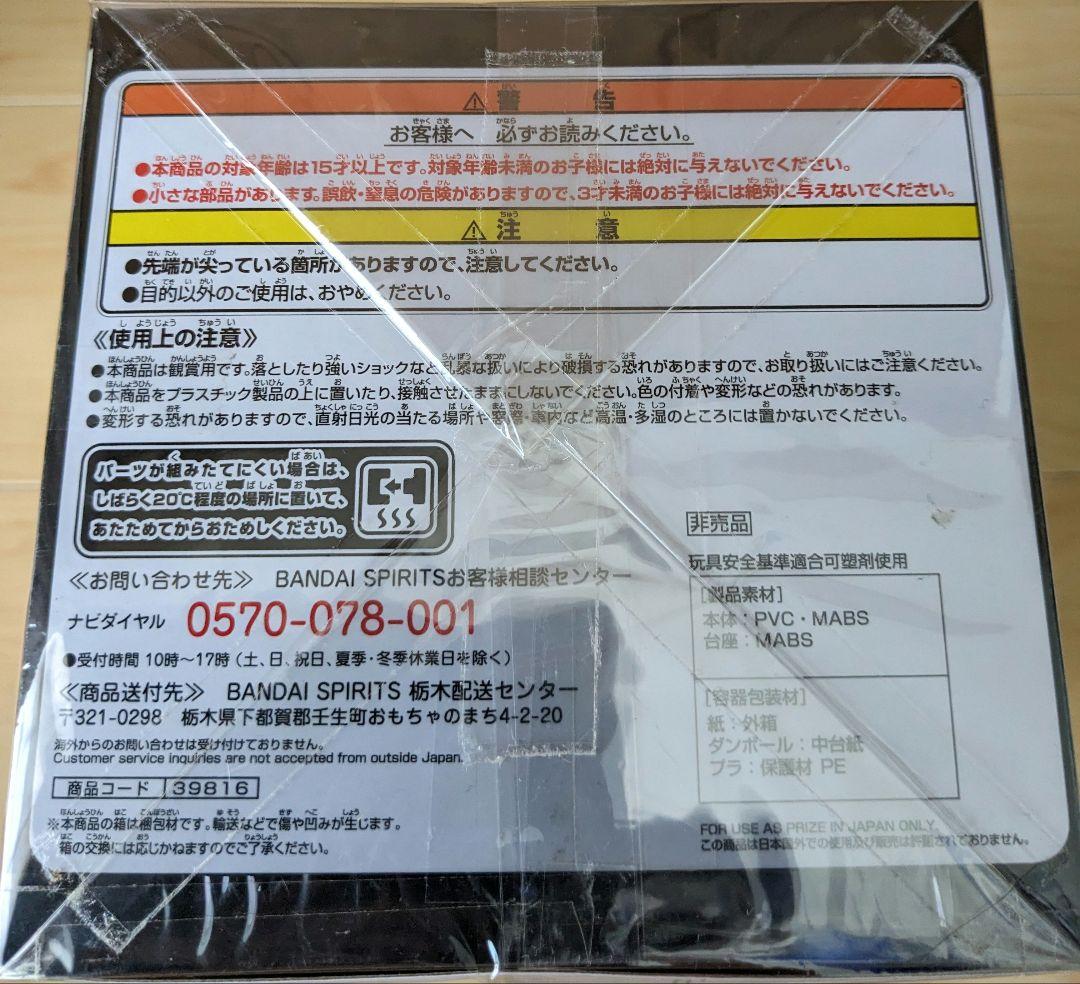 ⚠ 警告
お客様へ 必ずお読みください。
●本商品の対象年齢は15才以上です。対象年齢未満のお子様には絶対に与えないでください。
●小さな部品があります。誤飲・窒息の危険がありますので、3才未満のお子様には絶対に与えないでください。
⚠ 注意
●先端が尖っている箇所がありますので、注意してください。
●目的以外のご使用は、おやめください。
《使用上の注意》
●本商品は観賞用です。落としたり強いショックなど乱暴な扱いにより破損する恐れがありますので、お取り扱いにはご注意ください。
●本商品をプラスチック製品の上に置いたり、接触させたままにしないでください。色の付着や変形などの恐れがあります。
●変形する恐れがありますので、直射日光の当たる場所や窓際・車内など高温・多湿のところには置かないでください。
パーツが組みたてにくい場合は、
しばらく20℃程度の場所に置いて、
あたためてからおためしください。
≪お問い合わせ先≫ BANDAI SPIRITSお客様相談センター
ナビダイヤル 0570-078-001
●受付時間 10時〜17時(土、日、祝日、夏季・冬季休業日を除く)
≪商品送付先≫ BANDAI SPIRITS 栃木配送センター
〒321-0298 栃木県下都賀郡壬生町おもちゃのまち4-2-20
海外からのお問い合わせは受け付けておりません。
Customer service inquiries are not accepted from outside Japan.
商品コード 39816
※本商品の箱は梱包材です。輸送などで傷や凹みが生じます。
箱の交換には応じかねますのでご了承ください。
非売品
玩具安全基準適合可塑剤使用
[製品素材]
本体：PVC・MABS
台座：MABS
[容器包装材]
紙：外箱
ダンボール：中台紙
プラ：保護材 PE
FOR USE AS PRIZE IN JAPAN ONLY.
この商品は日本国外での使用及び販売は許可されておりません。